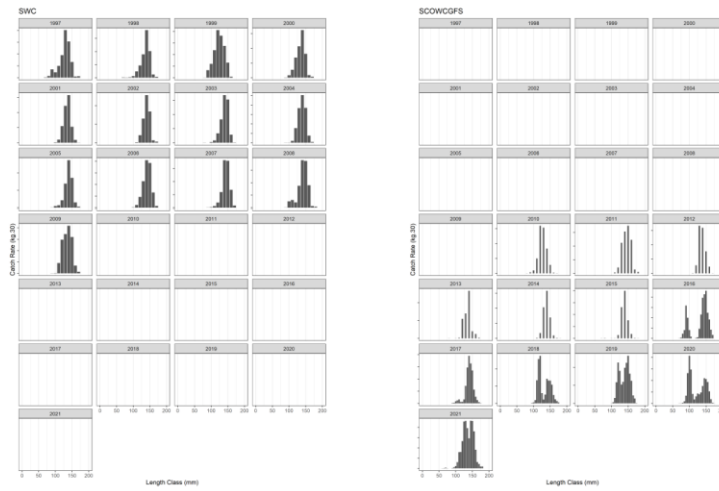 SWC
1997 1998 1999 2000
2001 2002 2003 2004
2005 2006 2007 2008
2009 2010 2011 2012
2013 2014 2015 2016
2017 2018 2019 2020
2021
Catch Rate (kg.30)
0 50 100 150 200 0 50 100 150 200 0 50 100 150 200 0 50 100 150 200
Length Class (mm)
SCOWCGFS
1997 1998 1999 2000
2001 2002 2003 2004
2005 2006 2007 2008
2009 2010 2011 2012
2013 2014 2015 2016
2017 2018 2019 2020
2021
Catch Rate (kg.30)
0 50 100 150 200 0 50 100 150 200 0 50 100 150 200 0 50 100 150 200
Length Class (mm)